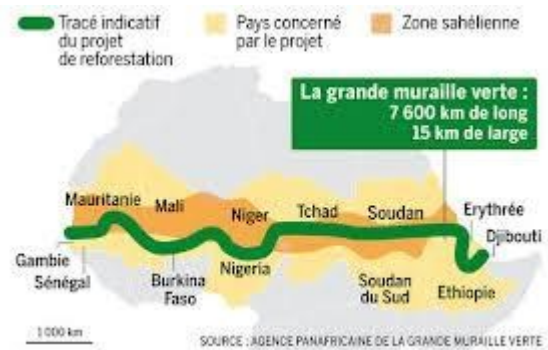 Tracé indicatif
du projet
de reforestation
Pays concerné
par le projet
Zone sahélienne
La grande muraille verte :
7 600 km de long
15 km de large
Mauritanie
Mali
Niger
Tchad
Soudan
Erythrée
Djibouti
Gambie
Sénégal
Burkina
Faso
Nigeria
Soudan
du Sud
Ethiopie
1 000 km
SOURCE : AGENCE PANAFRICAINE DE LA GRANDE MURAILLE VERTE